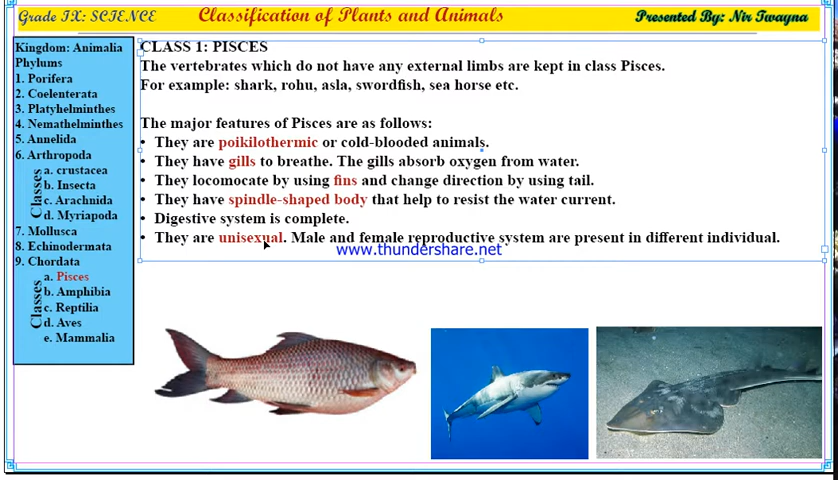 Grade IX: SCIENCE
Classification of Plants and Animals
Presented By: Nir Twayna
Kingdom: Animalia
Phylums
1. Porifera
2. Coelenterata
3. Platyhelminthes
4. Nemathelminthes
5. Annelida
6. Arthropoda
Classes
a. crustacea
b. Insecta
c. Arachnida
d. Myriapoda
7. Mollusca
8. Echinodermata
9. Chordata
Classes
a. Pisces
b. Amphibia
c. Reptilia
d. Aves
e. Mammalia
CLASS 1: PISCES
The vertebrates which do not have any external limbs are kept in class Pisces.
For example: shark, rohu, asla, swordfish, sea horse etc.
The major features of Pisces are as follows:
• They are poikilothermic or cold-blooded animals.
• They have gills to breathe. The gills absorb oxygen from water.
• They locomocate by using fins and change direction by using tail.
• They have spindle-shaped body that help to resist the water current.
• Digestive system is complete.
• They are unisexual. Male and female reproductive system are present in different individual.
www.thundershare.net